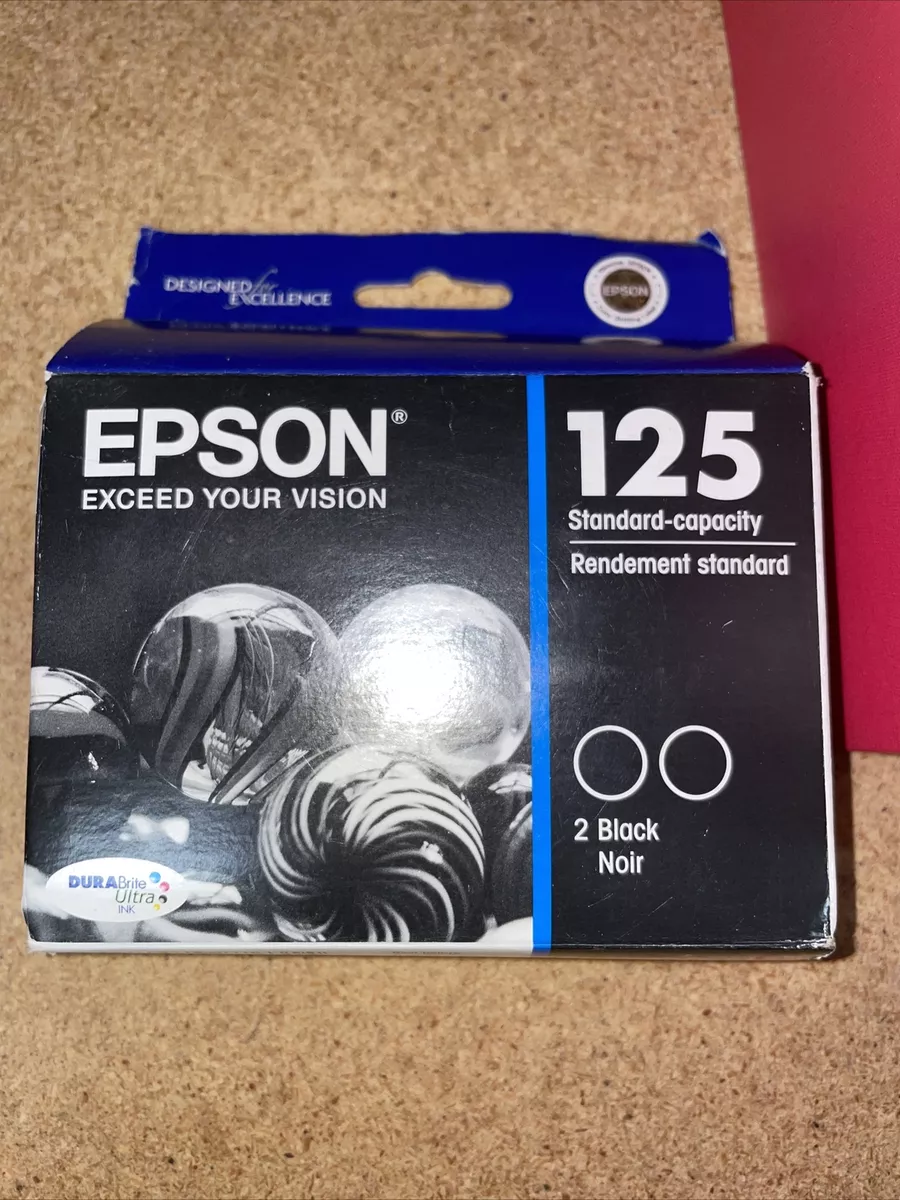 DESIGNED for
EXCELLENCE
EPSON
EPSON®
EXCEED YOUR VISION
125
Standard-capacity
Rendement standard
2 Black
Noir
DURABrite
Ultra
INK